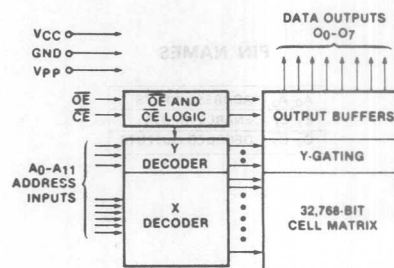 DATA OUTPUTS
O0-O7
VCC
GND
VPP
OE
CE
OE AND
CE LOGIC
OUTPUT BUFFERS
Y
DECODER
Y-GATING
A0-A11
ADDRESS
INPUTS
X
DECODER
32,768-BIT
CELL MATRIX